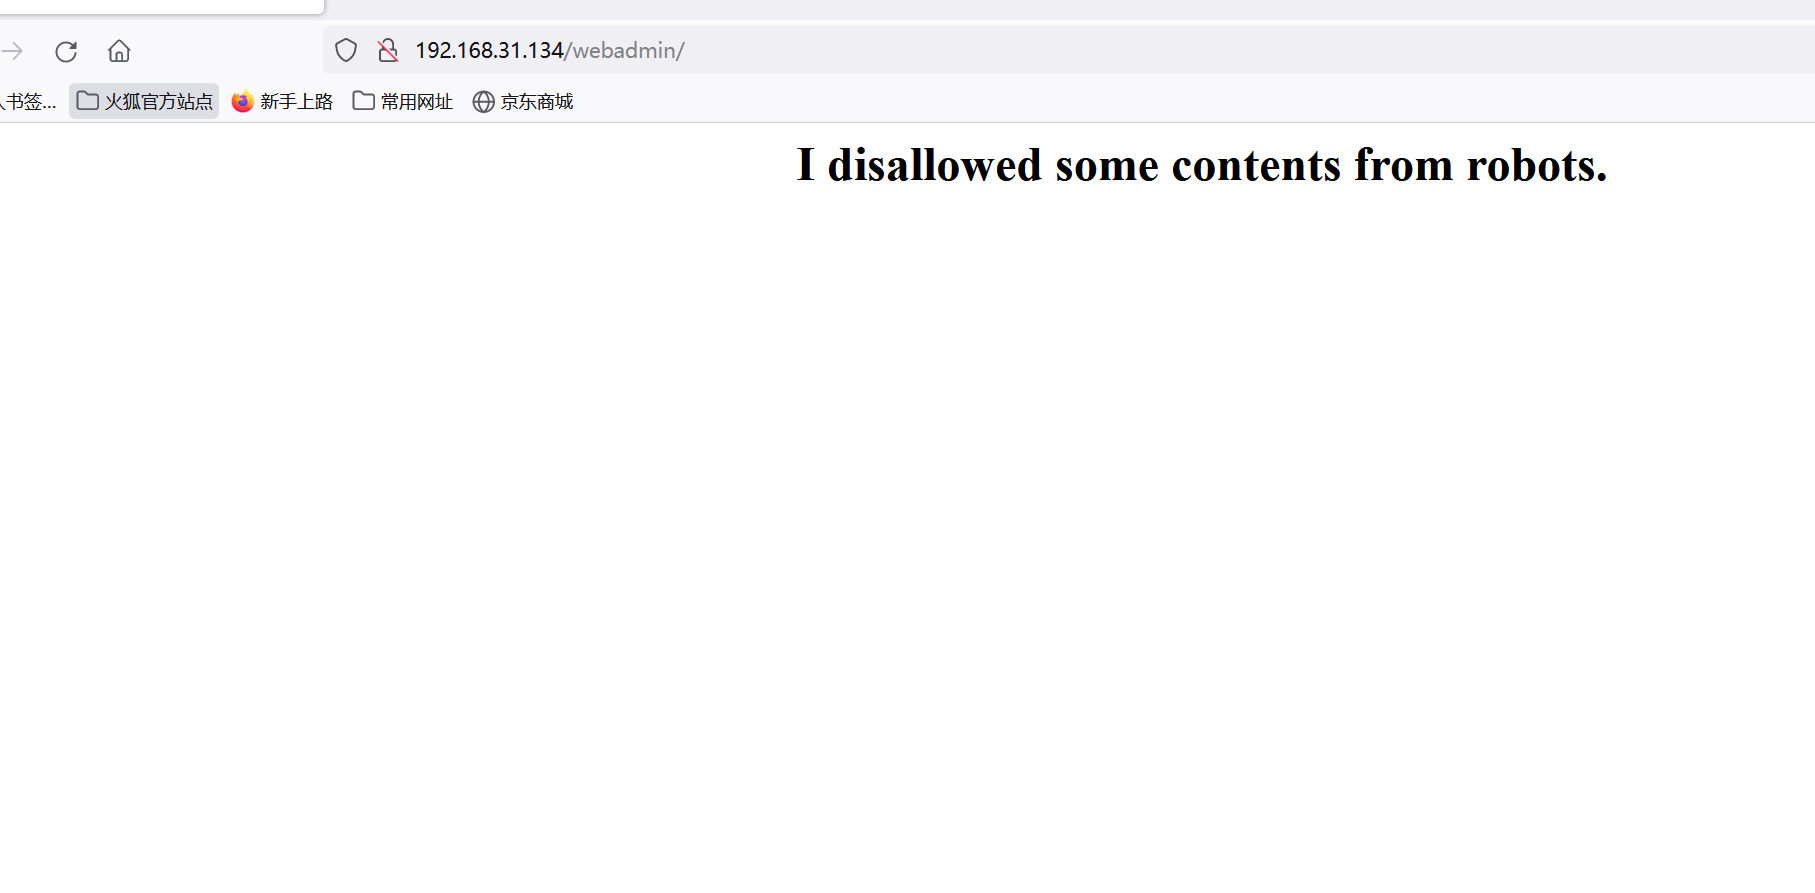 192.168.31.134/webadmin/
书签... 火狐官方站点 新手上路 常用网址 京东商城
I disallowed some contents from robots.